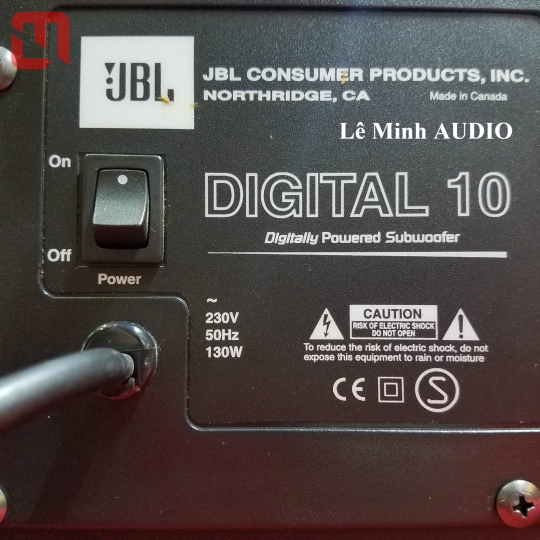 JBL
JBL CONSUMER PRODUCTS, INC.
NORTHRIDGE, CA
Made in Canada
Lê Minh AUDIO
On
DIGITAL 10
Digitally Powered Subwoofer
Off
Power
~
230V
50Hz
130W
CAUTION
RISK OF ELECTRIC SHOCK
DO NOT OPEN
To reduce the risk of electric shock, do not
expose this equipment to rain or moisture
CE
S